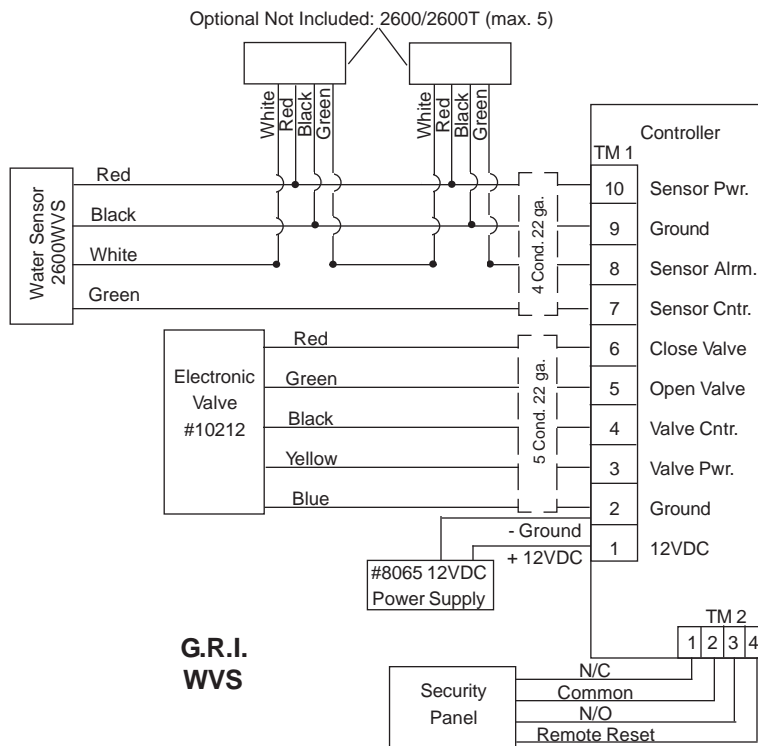 Optional Not Included: 2600/2600T (max. 5)
White
Red
Black
Green
White
Red
Black
Green
Controller
TM 1
Water Sensor
2600WVS
Red
Black
White
Green
4 Cond. 22 ga.
10 Sensor Pwr.
9 Ground
8 Sensor Alrm.
7 Sensor Cntr.
6 Close Valve
5 Open Valve
4 Valve Cntr.
3 Valve Pwr.
2 Ground
1 12VDC
Electronic
Valve
#10212
Red
Green
Black
Yellow
Blue
5 Cond. 22 ga.
- Ground
+ 12VDC
#8065 12VDC
Power Supply
G.R.I.
WVS
TM 2
1 2 3 4
Security
Panel
N/C
Common
N/O
Remote Reset